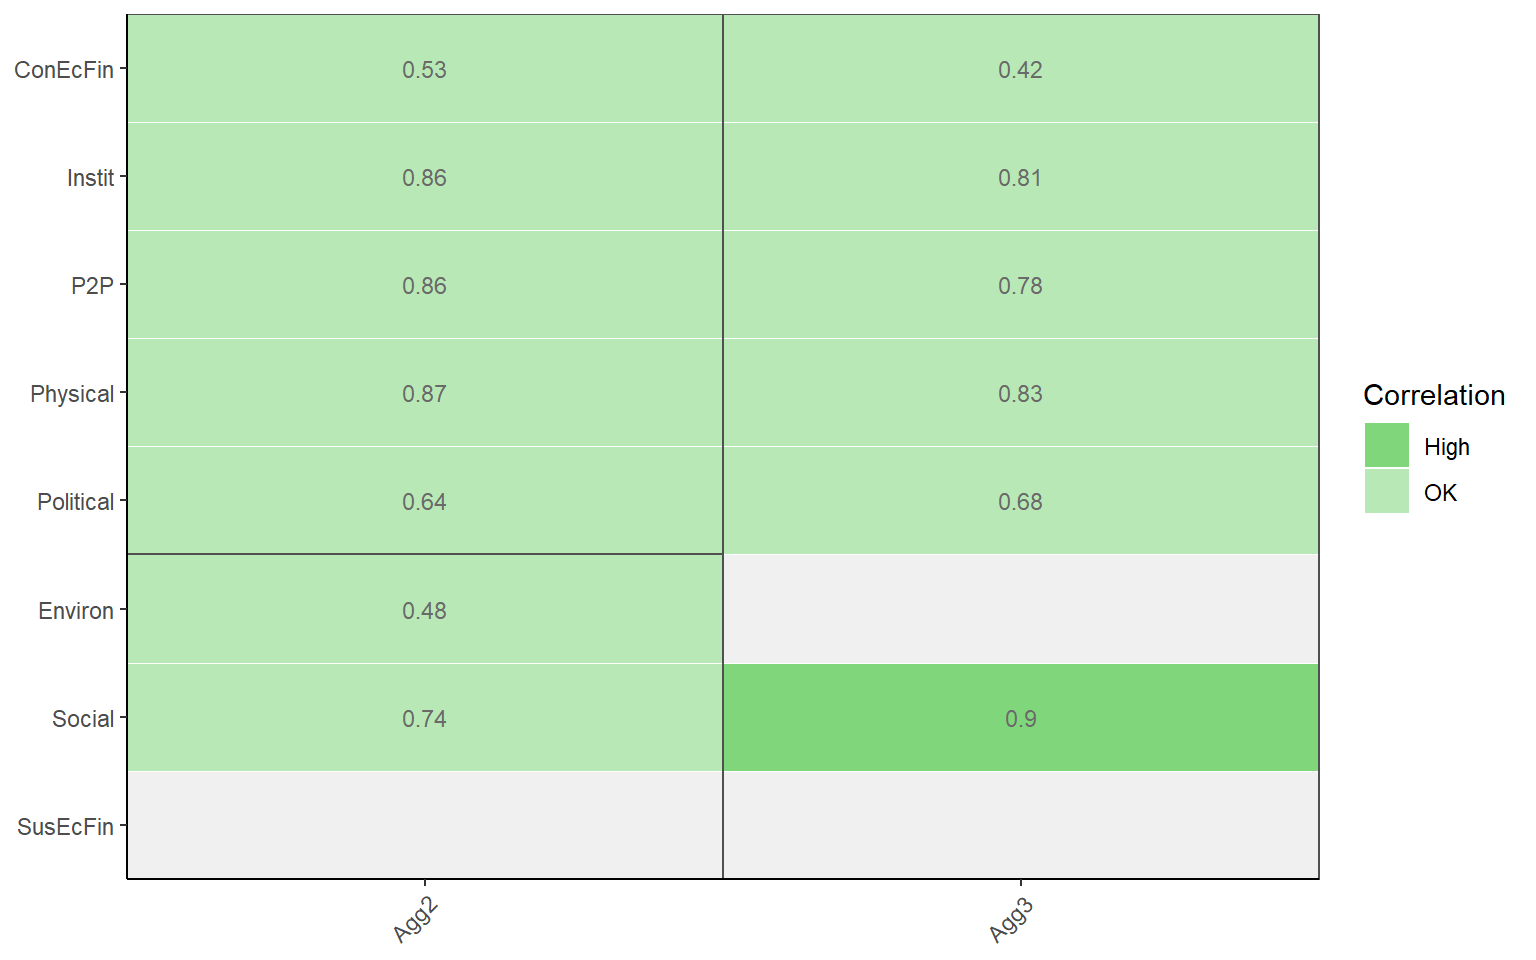 ConEcFin 0.53 0.42
Instit 0.86 0.81
P2P 0.86 0.78
Physical 0.87 0.83
Political 0.64 0.68
Environ 0.48
Social 0.74 0.9
SusEcFin
Agg2 Agg3
Correlation
High
OK